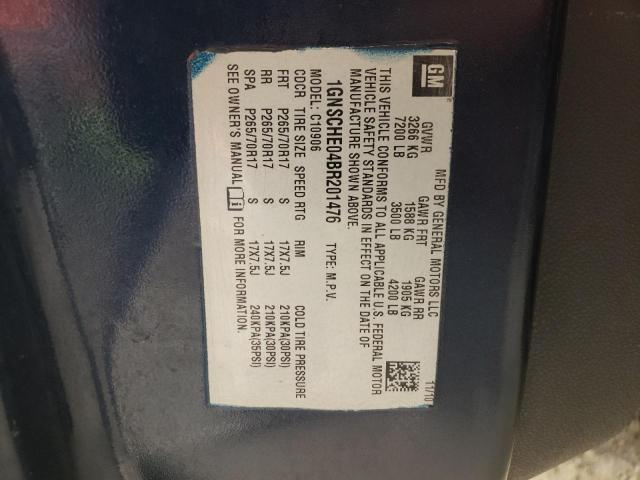 GM
MFD BY GENERAL MOTORS LLC 11/10
GVWR GAWR FRT GAWR RR
3266 KG 1588 KG 1905 KG
7200 LB 3500 LB 4200 LB
THIS VEHICLE CONFORMS TO ALL APPLICABLE U.S. FEDERAL MOTOR
VEHICLE SAFETY STANDARDS IN EFFECT ON THE DATE OF
MANUFACTURE SHOWN ABOVE.
1GNSCHE04BR201476 TYPE: M.P.V.
MODEL: C10906
CDCR TIRE SIZE SPEED RTG RIM COLD TIRE PRESSURE
FRT P265/70R17 S 17X7.5J 210KPA(30PSI)
RR P265/70R17 S 17X7.5J 210KPA(30PSI)
SPA P265/70R17 S 17X7.5J 240KPA(35PSI)
SEE OWNER'S MANUAL FOR MORE INFORMATION.